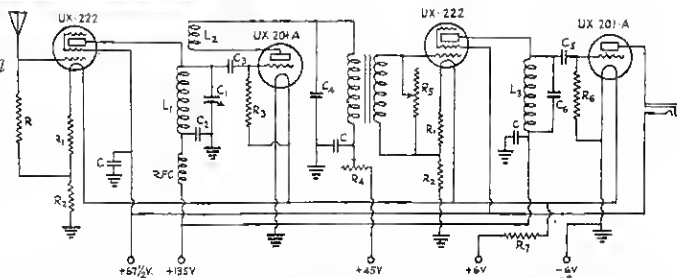 UX-222
L₂
UX 201A
UX-222
UX 201-A
C₃
C₅
R
R₁
L₁
C₁
C₂
R₃
C₄
R₅
R₁
L₃
C₆
R₆
C
RFC
C
R₄
C
R₂
R₂
R₇
+67½V.
+135V
+45V
+6V
-6V